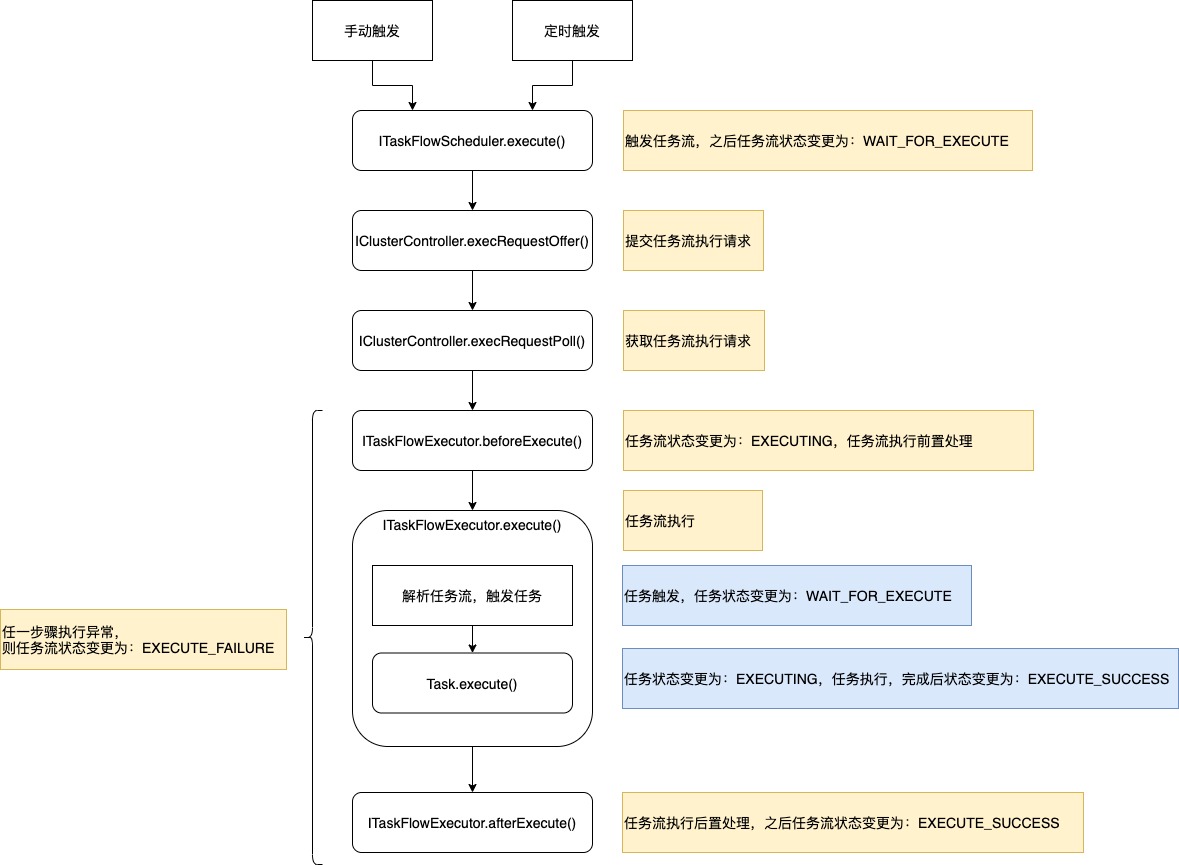 手动触发
定时触发
ITaskFlowScheduler.execute()
触发任务流，之后任务流状态变更为：WAIT_FOR_EXECUTE
IClusterController.execRequestOffer()
提交任务流执行请求
IClusterController.execRequestPoll()
获取任务流执行请求
ITaskFlowExecutor.beforeExecute()
任务流状态变更为：EXECUTING，任务流执行前置处理
ITaskFlowExecutor.execute()
任务流执行
解析任务流，触发任务
任务触发，任务状态变更为：WAIT_FOR_EXECUTE
任一步骤执行异常，
则任务流状态变更为：EXECUTE_FAILURE
Task.execute()
任务状态变更为：EXECUTING，任务执行，完成后状态变更为：EXECUTE_SUCCESS
ITaskFlowExecutor.afterExecute()
任务流执行后置处理，之后任务流状态变更为：EXECUTE_SUCCESS